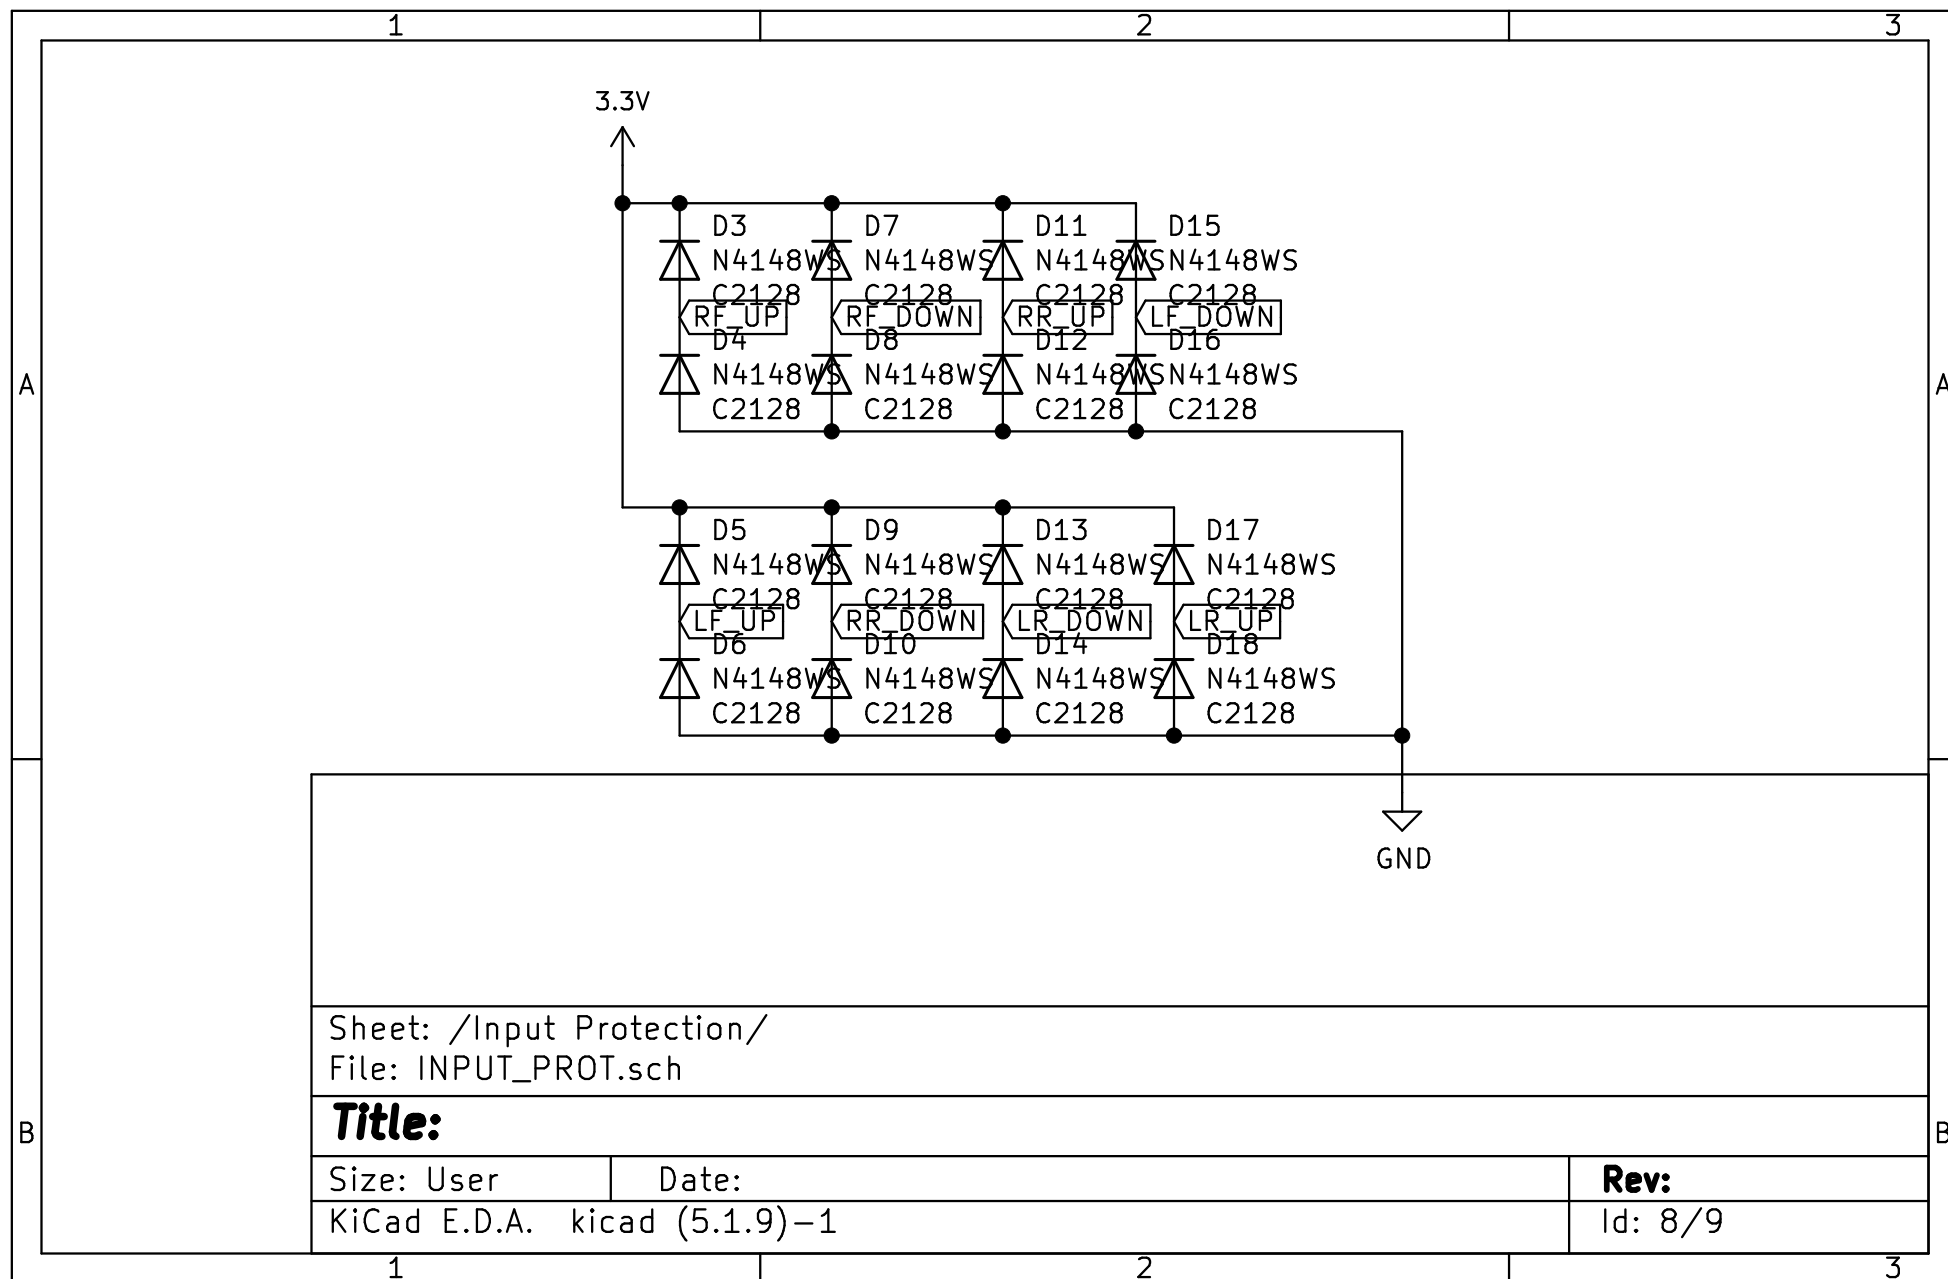 1 2 3
3.3V
D3 D7 D11 D15
N4148WS N4148WS N4148WS N4148WS
C2128 C2128 C2128 C2128
RF_UP RF_DOWN RR_UP LF_DOWN
D4 D8 D12 D16
A N4148WS N4148WS N4148WS N4148WS A
C2128 C2128 C2128 C2128
D5 D9 D13 D17
N4148WS N4148WS N4148WS N4148WS
C2128 C2128 C2128 C2128
LF_UP RR_DOWN LR_DOWN LR_UP
D6 D10 D14 D18
N4148WS N4148WS N4148WS N4148WS
C2128 C2128 C2128 C2128
GND
Sheet: /Input Protection/
File: INPUT_PROT.sch
B Title: B
Size: User Date: Rev:
KiCad E.D.A. kicad (5.1.9)-1 Id: 8/9
1 2 3